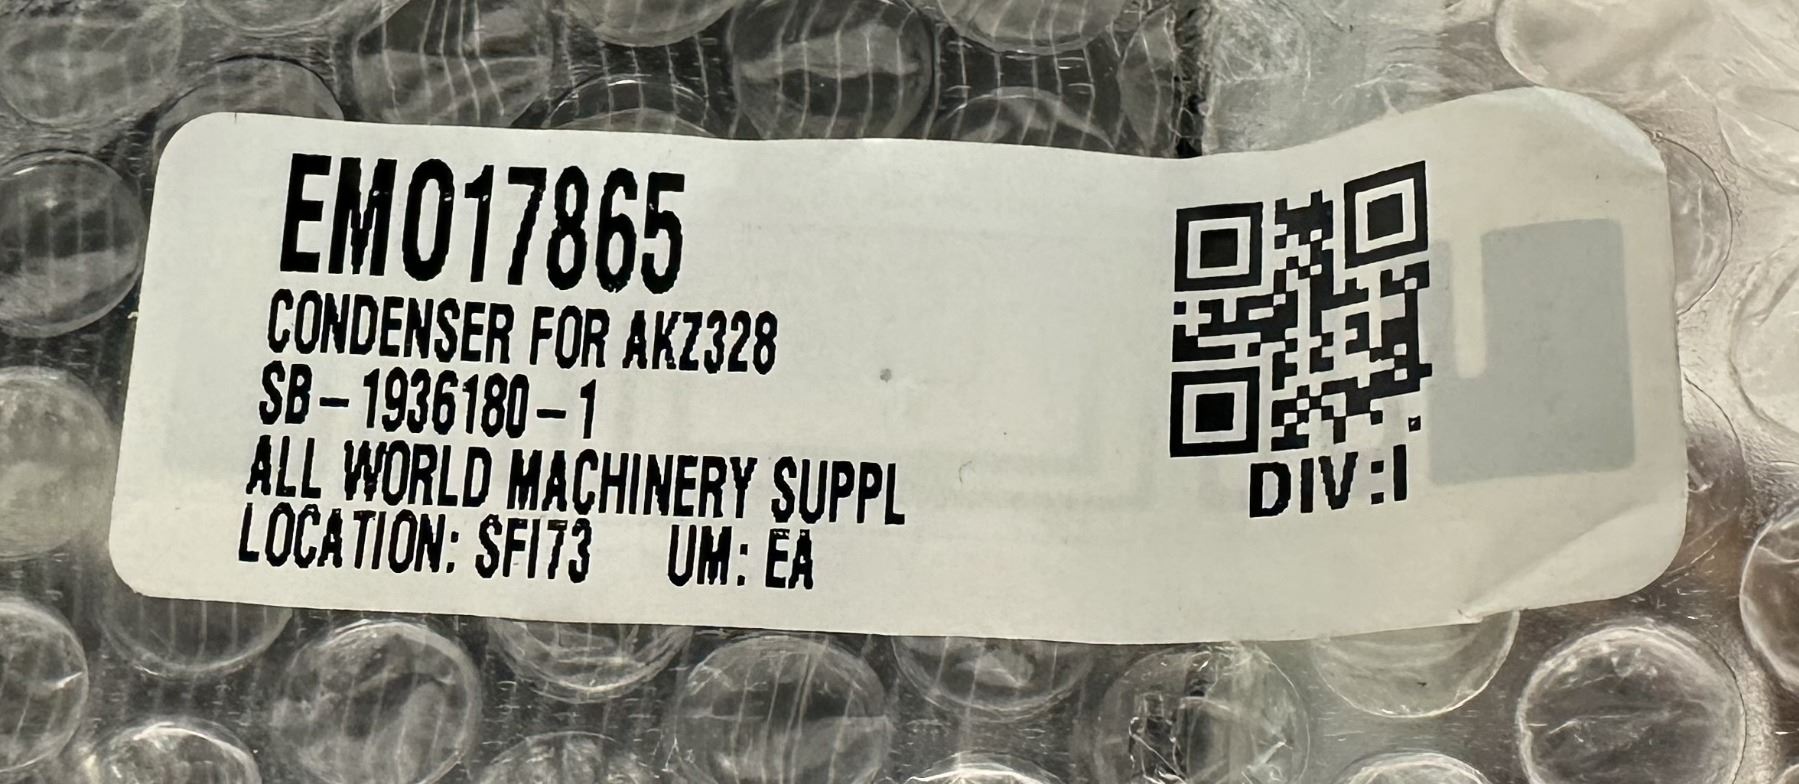 EM017865
CONDENSER FOR AKZ328
SB-1936180-1
ALL WORLD MACHINERY SUPPL
LOCATION: SFI73 UM: EA
DIV:I